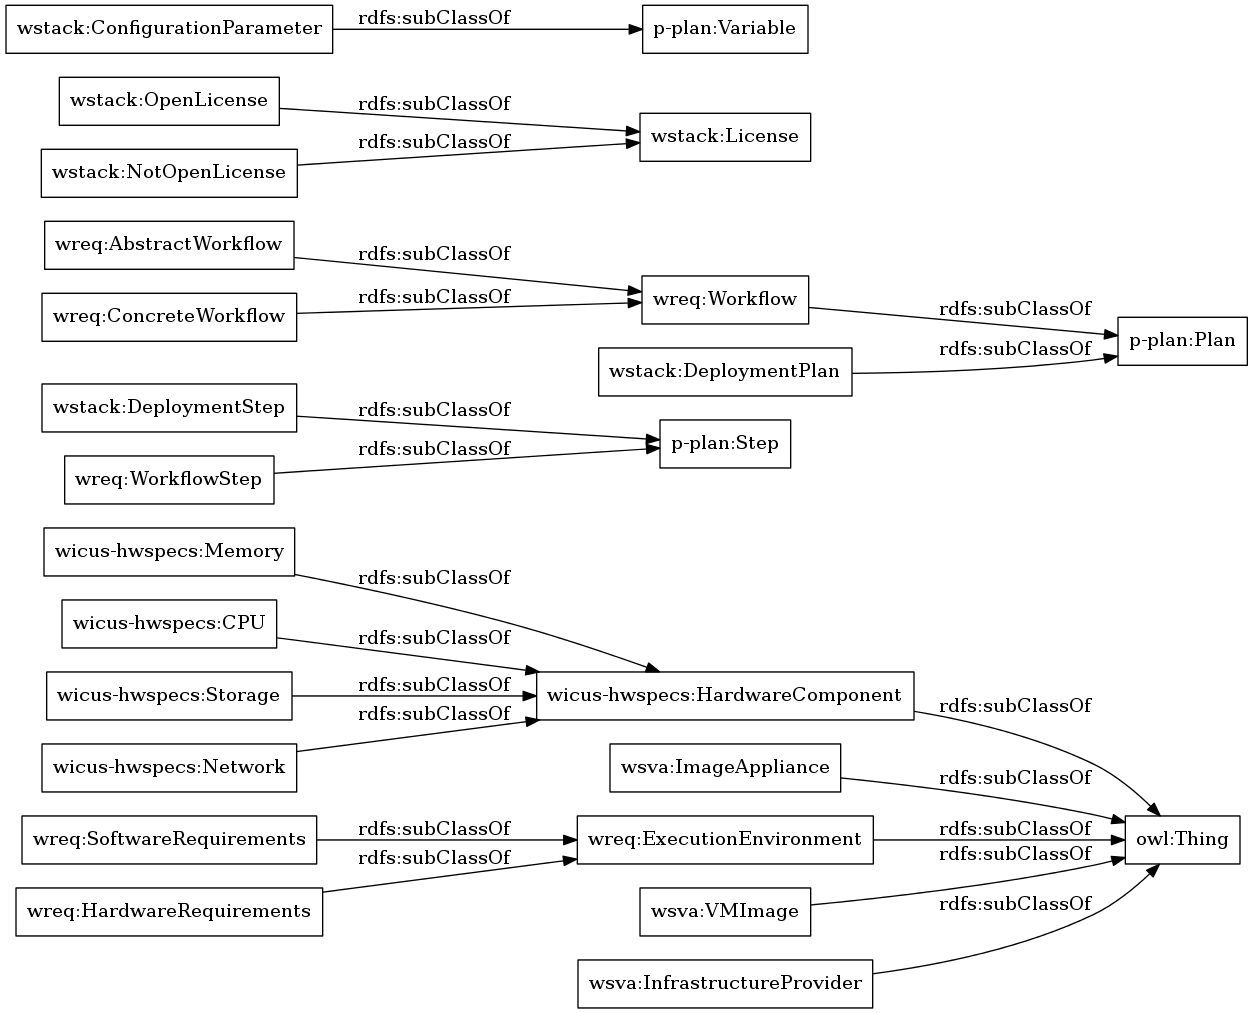 wstack:ConfigurationParameter
rdfs:subClassOf
p-plan:Variable
wstack:OpenLicense
rdfs:subClassOf
wstack:License
rdfs:subClassOf
wstack:NotOpenLicense
wreq:AbstractWorkflow
rdfs:subClassOf
wreq:Workflow
rdfs:subClassOf
wreq:ConcreteWorkflow
rdfs:subClassOf
p-plan:Plan
wstack:DeploymentPlan
rdfs:subClassOf
wstack:DeploymentStep
rdfs:subClassOf
p-plan:Step
wreq:WorkflowStep
rdfs:subClassOf
wicus-hwspecs:Memory
rdfs:subClassOf
wicus-hwspecs:CPU
rdfs:subClassOf
wicus-hwspecs:Storage
rdfs:subClassOf
wicus-hwspecs:HardwareComponent
rdfs:subClassOf
wicus-hwspecs:Network
rdfs:subClassOf
wsva:ImageAppliance
rdfs:subClassOf
wreq:SoftwareRequirements
rdfs:subClassOf
wreq:ExecutionEnvironment
rdfs:subClassOf
owl:Thing
wreq:HardwareRequirements
rdfs:subClassOf
wsva:VMImage
rdfs:subClassOf
wsva:InfrastructureProvider
rdfs:subClassOf